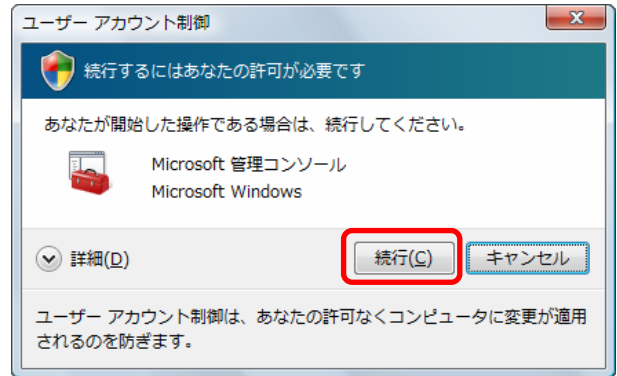 ユーザー アカウント制御
続行するにはあなたの許可が必要です
あなたが開始した操作である場合は、続行してください。
Microsoft 管理コンソール
Microsoft Windows
詳細(D)
続行(C)
キャンセル
ユーザー アカウント制御は、あなたの許可なくコンピュータに変更が適用
されるのを防ぎます。